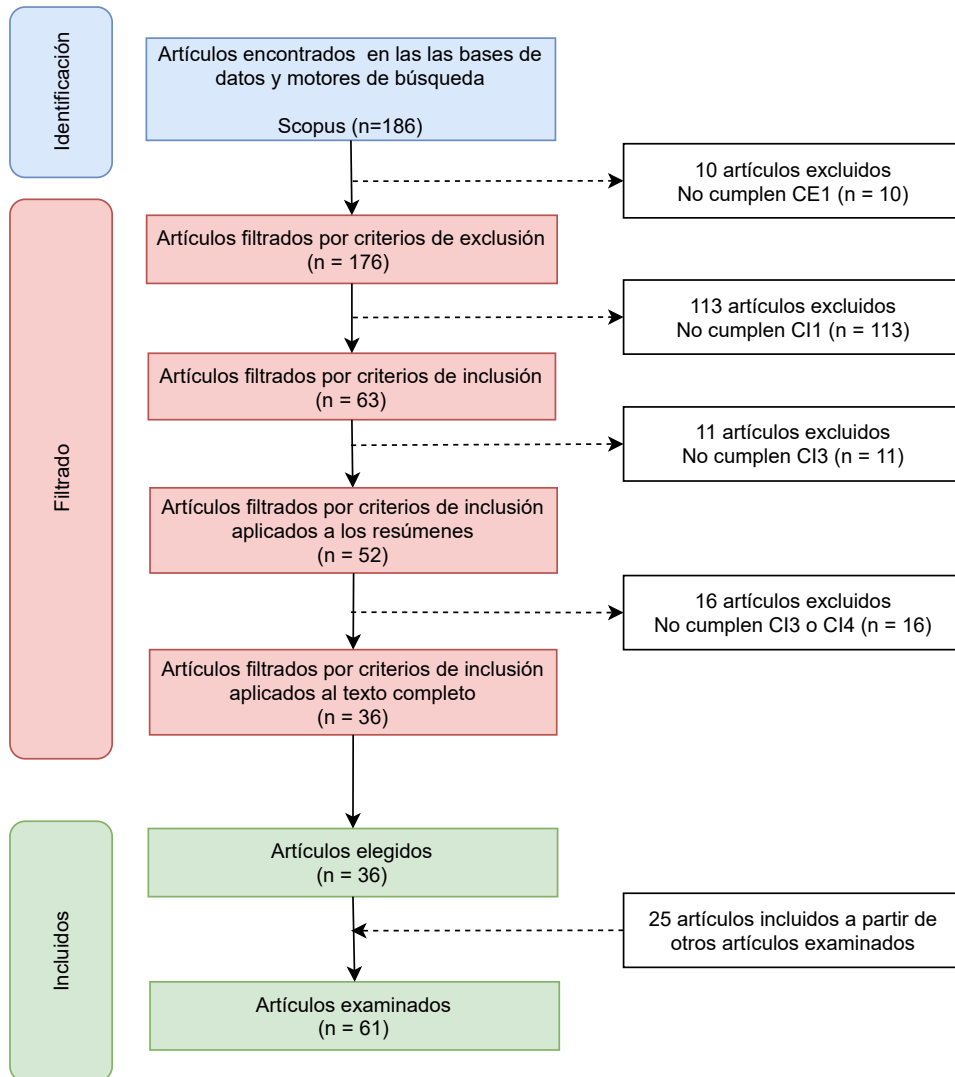 Identificación
Artículos encontrados en las las bases de
datos y motores de búsqueda
Scopus (n=186)
10 artículos excluidos
No cumplen CE1 (n = 10)
Filtrado
Artículos filtrados por criterios de exclusión
(n = 176)
113 artículos excluidos
No cumplen CI1 (n = 113)
Artículos filtrados por criterios de inclusión
(n = 63)
11 artículos excluidos
No cumplen CI3 (n = 11)
Artículos filtrados por criterios de inclusión
aplicados a los resúmenes
(n = 52)
16 artículos excluidos
No cumplen CI3 o CI4 (n = 16)
Artículos filtrados por criterios de inclusión
aplicados al texto completo
(n = 36)
Incluidos
Artículos elegidos
(n = 36)
25 artículos incluidos a partir de
otros artículos examinados
Artículos examinados
(n = 61)